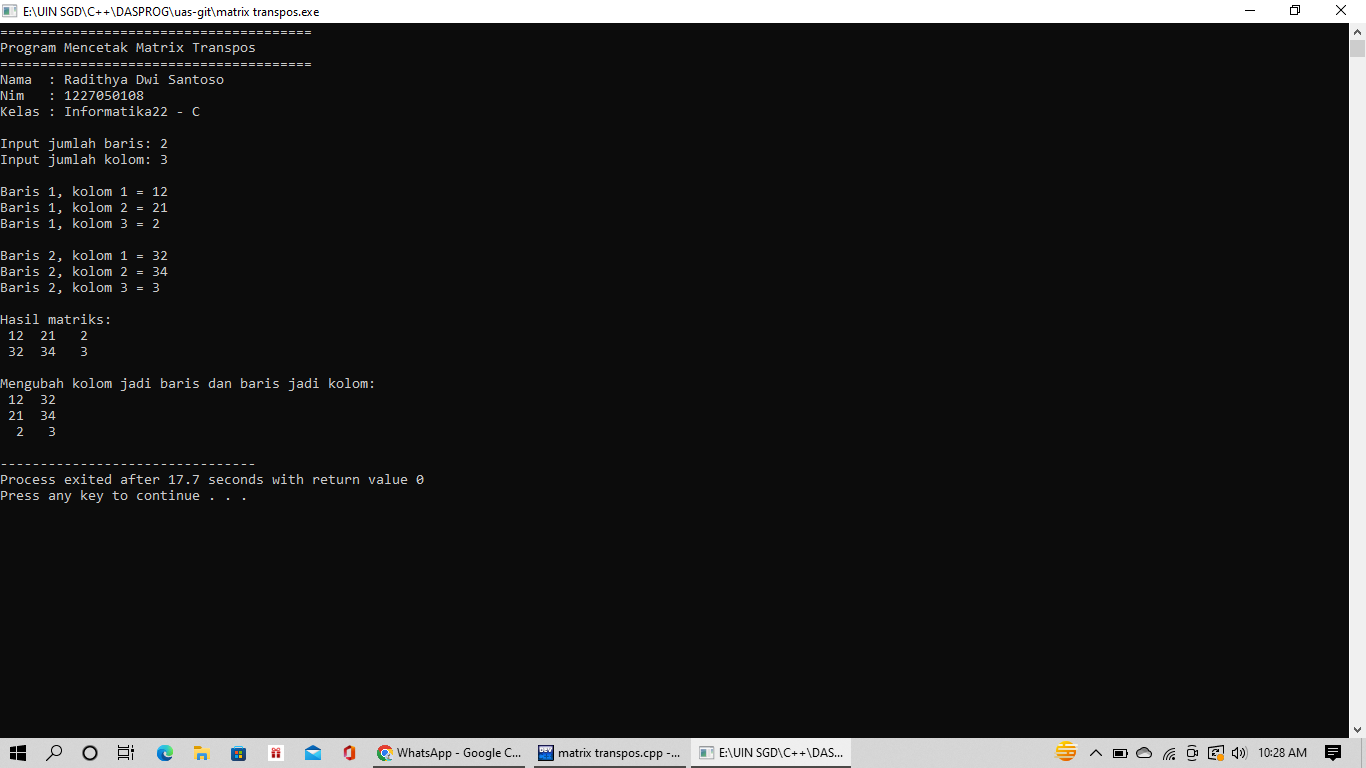 E:\UIN SGD\C++\DASPROG\uas-git\matrix transpos.exe
=======================================
Program Mencetak Matrix Transpos
=======================================
Nama  : Radithya Dwi Santoso
Nim   : 1227050108
Kelas : Informatika22 - C
Input jumlah baris: 2
Input jumlah kolom: 3
Baris 1, kolom 1 = 12
Baris 1, kolom 2 = 21
Baris 1, kolom 3 = 2
Baris 2, kolom 1 = 32
Baris 2, kolom 2 = 34
Baris 2, kolom 3 = 3
Hasil matriks:
 12  21   2
 32  34   3
Mengubah kolom jadi baris dan baris jadi kolom:
 12  32
 21  34
  2   3
--------------------------------
Process exited after 17.7 seconds with return value 0
Press any key to continue . . .
WhatsApp - Google C...
DEV
matrix transpos.cpp -...
E:\UIN SGD\C++\DAS...
10:28 AM